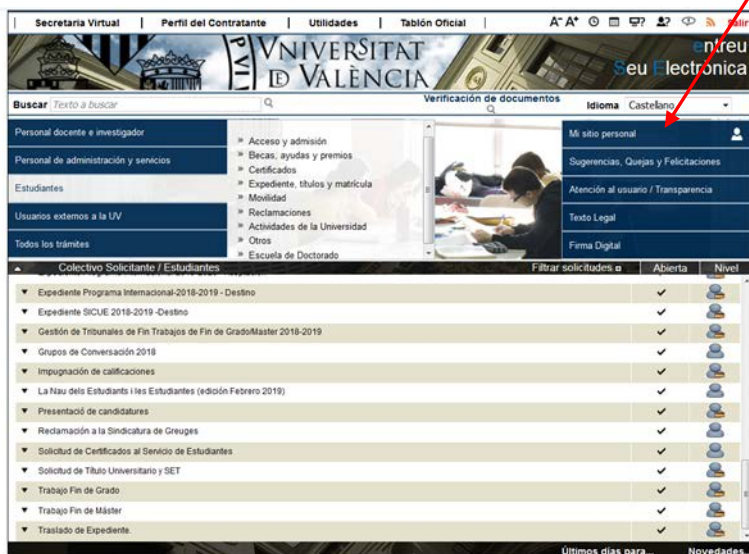 Secretaria Virtual | Perfil del Contratante | Utilidades | Tablón Oficial | A- A+ Salir
VNIVERSITAT
ID VALÈNCIA
entreu
Seu Electrònica
Buscar Texto a buscar Verificación de documentos Idioma Castellano
Personal docente e investigador
Personal de administración y servicios
Estudiantes
Usuarios externos a la UV
Todos los trámites
» Acceso y admisión
» Becas, ayudas y premios
» Certificados
» Expediente, títulos y matrícula
» Movilidad
» Reclamaciones
» Actividades de la Universidad
» Otros
» Escuela de Doctorado
Mi sitio personal
Sugerencias, Quejas y Felicitaciones
Atención al usuario / Transparencia
Texto Legal
Firma Digital
Colectivo Solicitante / Estudiantes Filtrar solicitudes Abierta Nivel
Expediente Programa Internacional-2018-2019 - Destino
Expediente SICUE 2018-2019 -Destino
Gestión de Tribunales de Fin Trabajos de Fin de Grado/Master 2018-2019
Grupos de Conversación 2018
Impugnación de calificaciones
La Nau dels Estudiants i les Estudiantes (edición Febrero 2019)
Presentació de candidatures
Reclamación a la Sindicatura de Greuges
Solicitud de Certificados al Servicio de Estudiantes
Solicitud de Título Universitario y SET
Trabajo Fin de Grado
Trabajo Fin de Máster
Traslado de Expediente.
Últimos días para... Novedades